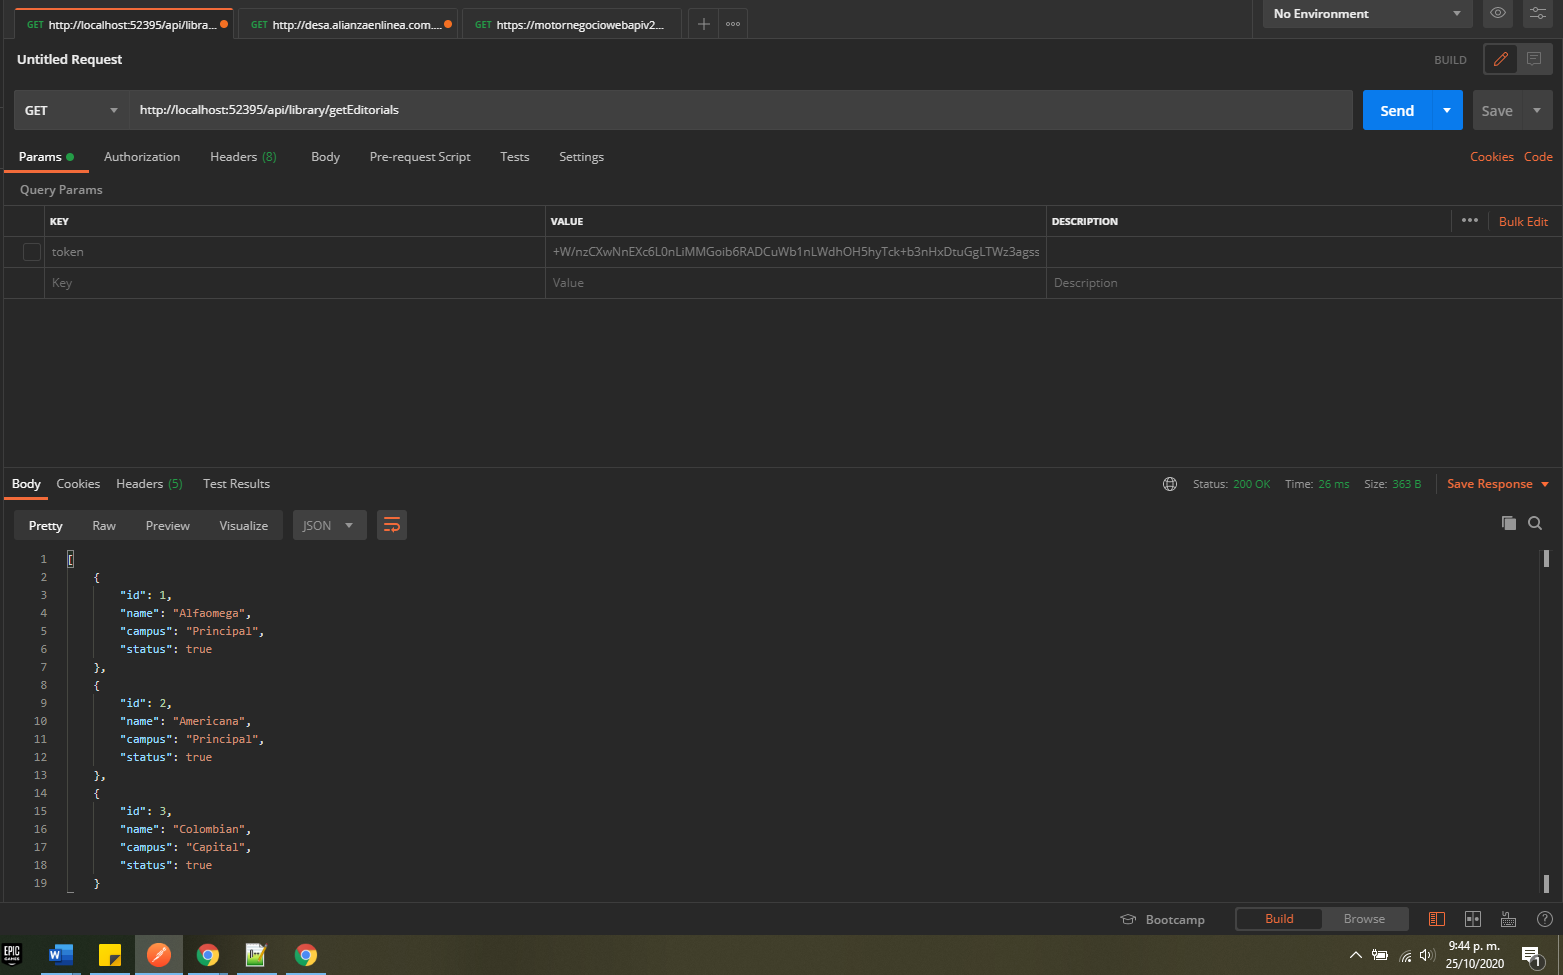 GET http://localhost:52395/api/libra... GET http://desa.alianzaenlinea.com.... GET https://motornegociowebapiv2... No Environment
Untitled Request BUILD
GET http://localhost:52395/api/library/getEditorials Send Save
Params Authorization Headers (8) Body Pre-request Script Tests Settings Cookies Code
Query Params
KEY VALUE DESCRIPTION ••• Bulk Edit
token +W/nzCXwNnEXc6L0nLiMMGoib6RADCuWb1nLWdhOH5hyTck+b3nHxDtuGgLTWz3agss
Key Value Description
Body Cookies Headers (5) Test Results Status: 200 OK Time: 26 ms Size: 363 B Save Response
Pretty Raw Preview Visualize JSON
1 [
2 {
3 "id": 1,
4 "name": "Alfaomega",
5 "campus": "Principal",
6 "status": true
7 },
8 {
9 "id": 2,
10 "name": "Americana",
11 "campus": "Principal",
12 "status": true
13 },
14 {
15 "id": 3,
16 "name": "Colombian",
17 "campus": "Capital",
18 "status": true
19 }
Bootcamp Build Browse
EPIC GAMES W 9:44 p. m.
25/10/2020 1